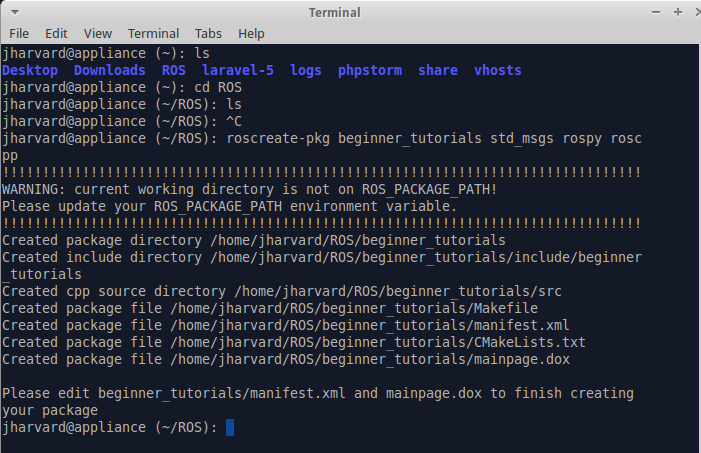 Terminal
File Edit View Terminal Tabs Help
jharvard@appliance (~): ls
Desktop  Downloads  ROS  laravel-5  logs  phpstorm  share  vhosts
jharvard@appliance (~): cd ROS
jharvard@appliance (~/ROS): ls
jharvard@appliance (~/ROS): ^C
jharvard@appliance (~/ROS): roscreate-pkg beginner_tutorials std_msgs rospy rosc
pp
!!!!!!!!!!!!!!!!!!!!!!!!!!!!!!!!!!!!!!!!!!!!!!!!!!!!!!!!!!!!!!!!!!!!!!!!!!!!!!!!
WARNING: current working directory is not on ROS_PACKAGE_PATH!
Please update your ROS_PACKAGE_PATH environment variable.
!!!!!!!!!!!!!!!!!!!!!!!!!!!!!!!!!!!!!!!!!!!!!!!!!!!!!!!!!!!!!!!!!!!!!!!!!!!!!!!!
Created package directory /home/jharvard/ROS/beginner_tutorials
Created include directory /home/jharvard/ROS/beginner_tutorials/include/beginner
_tutorials
Created cpp source directory /home/jharvard/ROS/beginner_tutorials/src
Created package file /home/jharvard/ROS/beginner_tutorials/Makefile
Created package file /home/jharvard/ROS/beginner_tutorials/manifest.xml
Created package file /home/jharvard/ROS/beginner_tutorials/CMakeLists.txt
Created package file /home/jharvard/ROS/beginner_tutorials/mainpage.dox

Please edit beginner_tutorials/manifest.xml and mainpage.dox to finish creating
your package
jharvard@appliance (~/ROS):